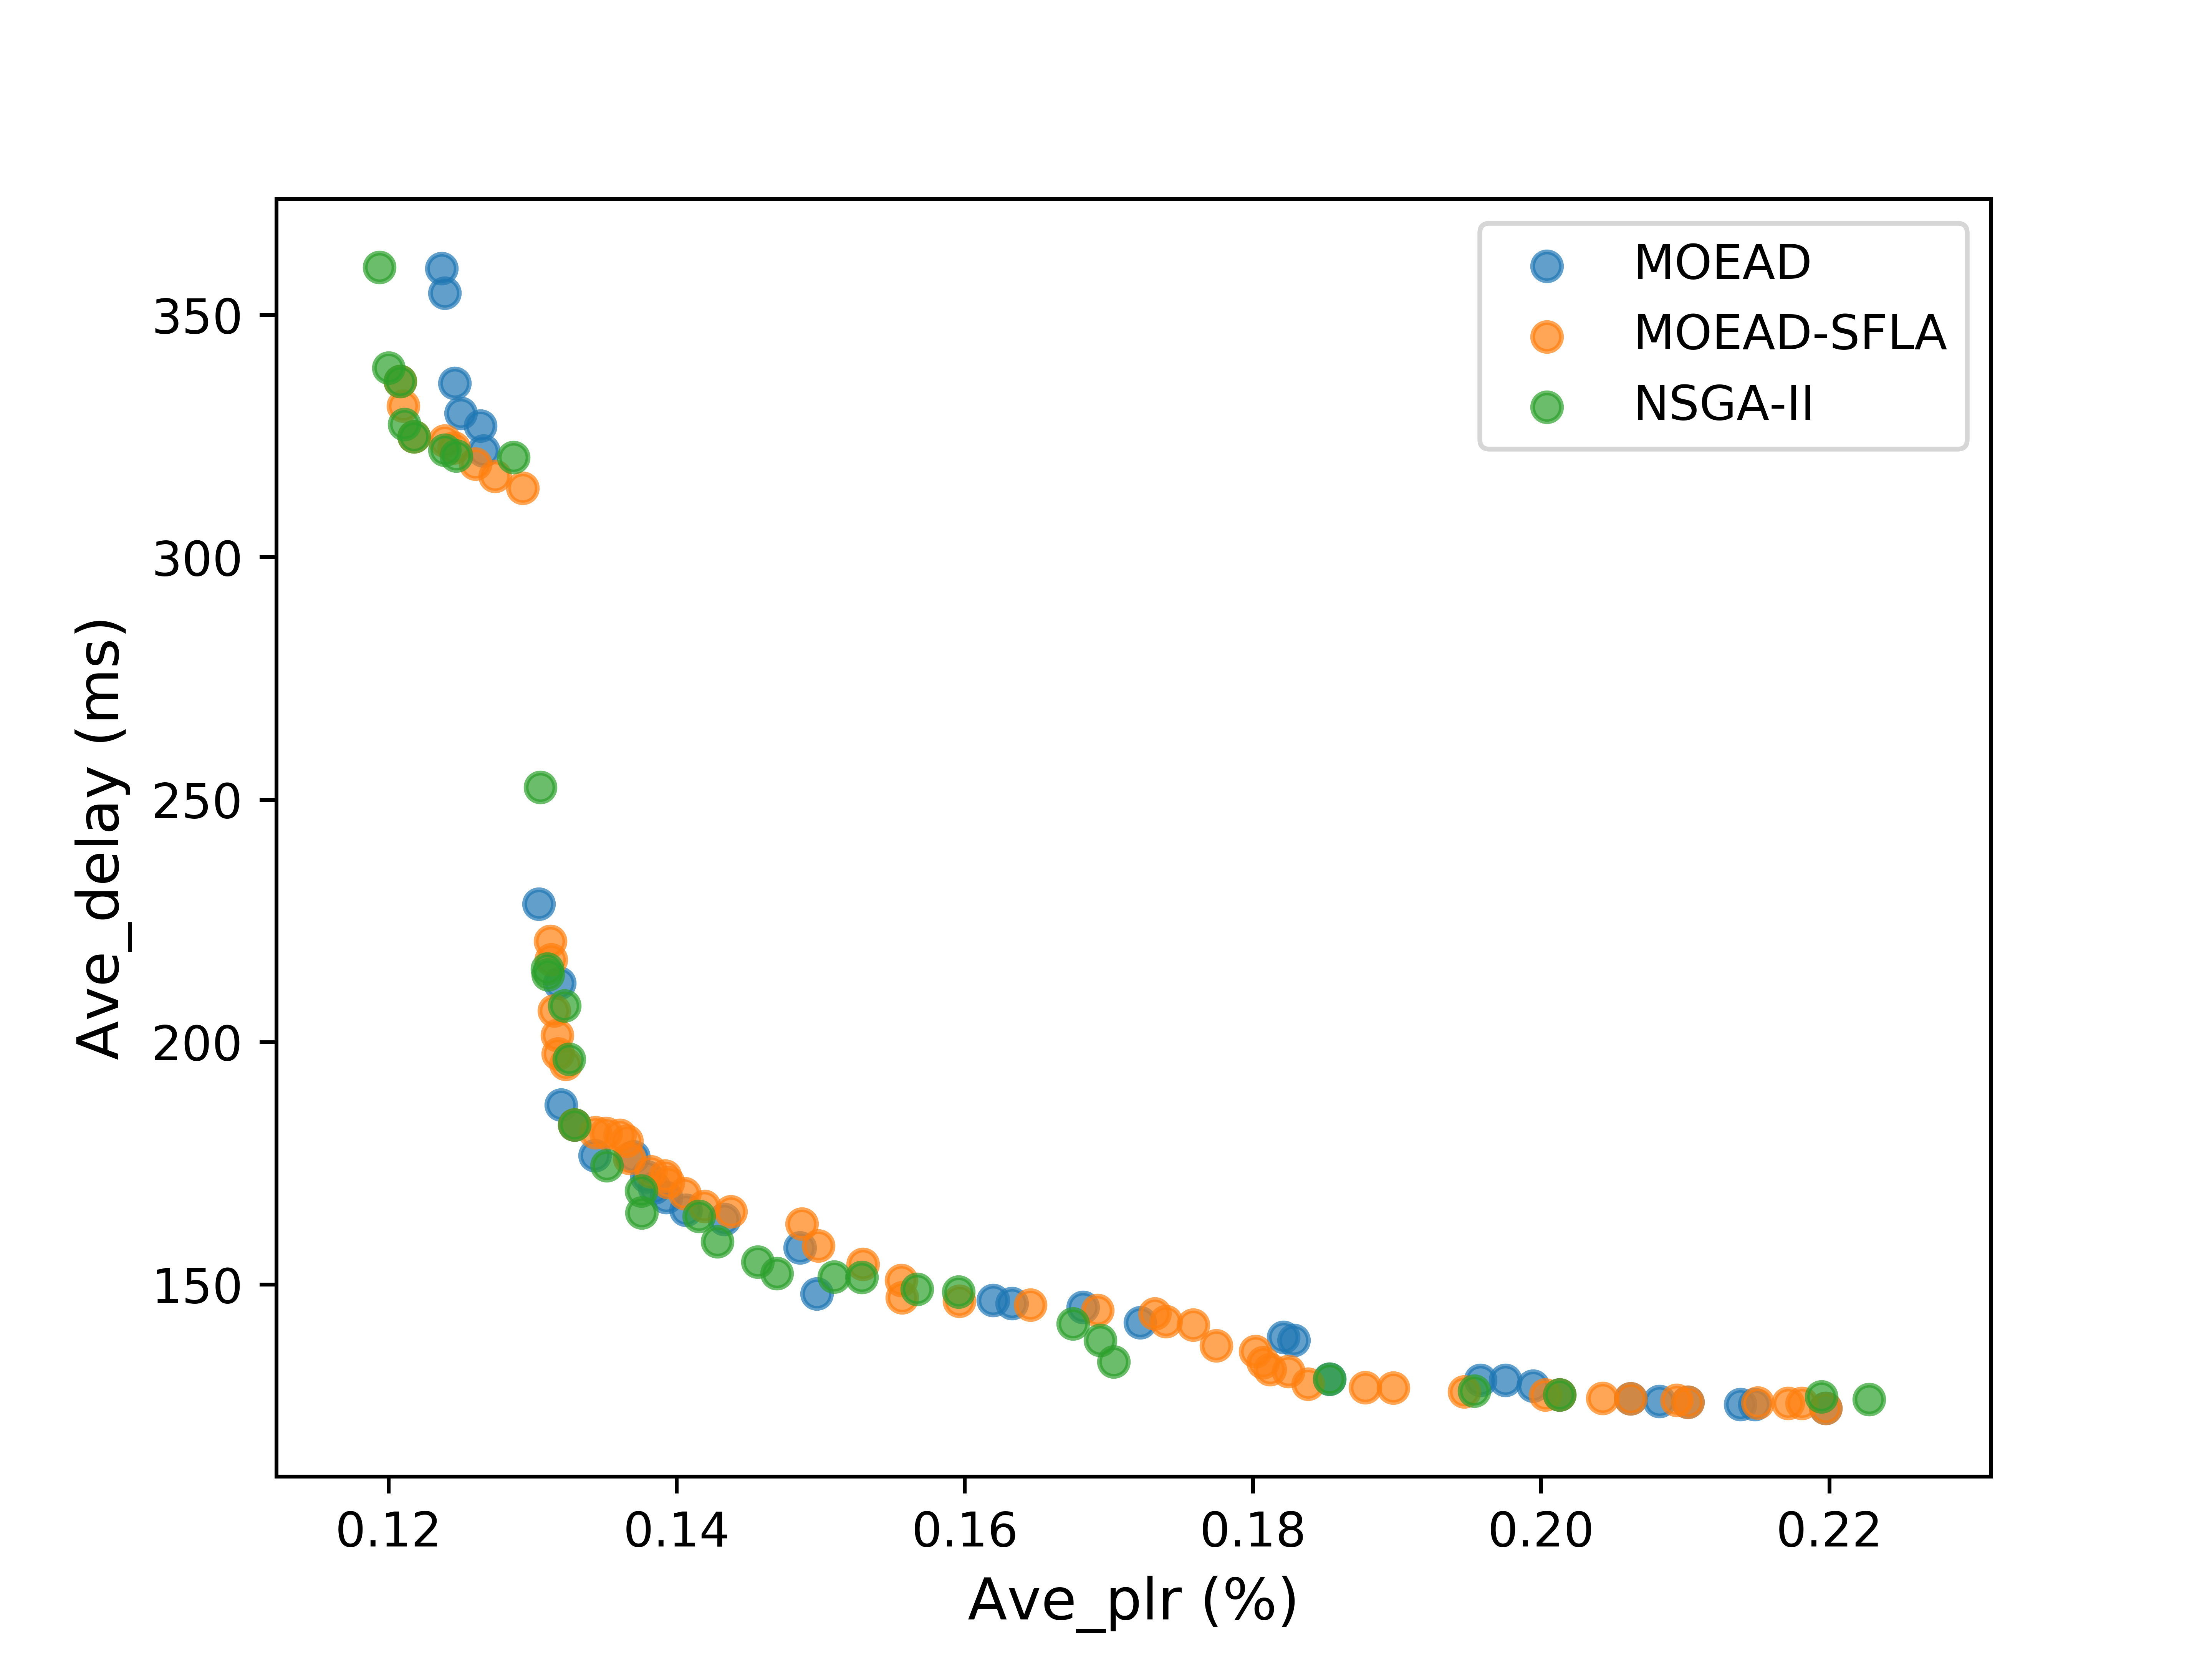 MOEAD
MOEAD-SFLA
NSGA-II
350
300
250
200
150
Ave_delay (ms)
0.12 0.14 0.16 0.18 0.20 0.22
Ave_plr (%)